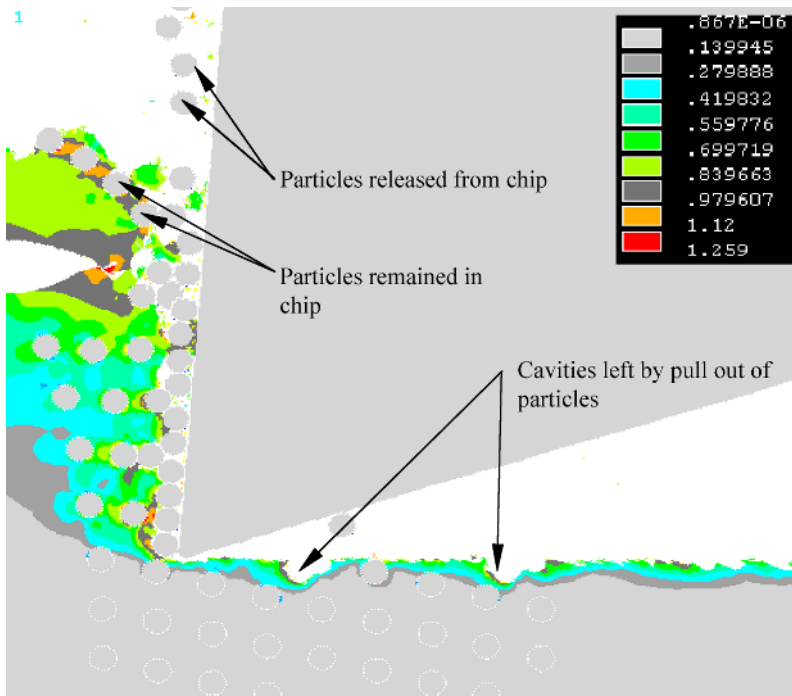 1
.867E-06
.139945
.279888
.419832
.559776
.699719
.839663
.979607
1.12
1.259
Particles released from chip
Particles remained in
chip
Cavities left by pull out of
particles